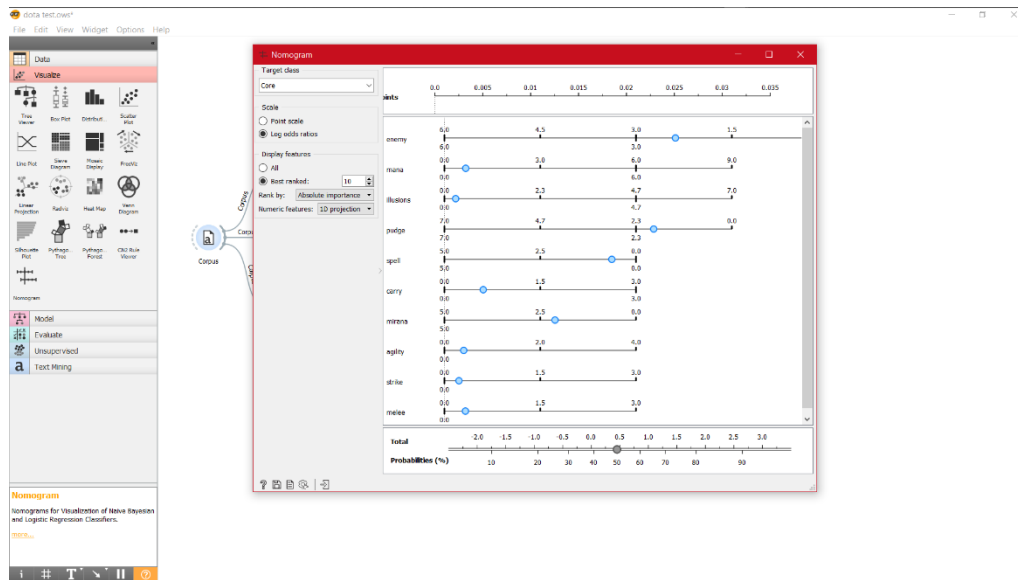 dota test.ows*
File Edit View Widget Options Help
Data
Visualize
Tree Viewer
Box Plot
Distribut...
Scatter Plot
Line Plot
Sieve Diagram
Mosaic Display
FreeViz
Linear Projection
Radviz
Heat Map
Venn Diagram
Silhouette Plot
Pythago... Tree
Pythago... Forest
CN2 Rule Viewer
Nomogram
Model
Evaluate
Unsupervised
a Text Mining
Nomogram
Nomograms for Visualization of Naive Bayesian
and Logistic Regression Classifiers.
more...
i # T II ?
Corpus
Corpus
Corp
Nomogram
Target class
Core
Scale
Point scale
Log odds ratios
Display features
All
Best ranked: 10
Rank by: Absolute importance
Numeric features: 1D projection
0.0 0.005 0.01 0.015 0.02 0.025 0.03 0.035
oints
6.0 4.5 3.0 1.5
enemy
6.0 3.0
0.0 3.0 6.0 9.0
mana
0.0 6.0
0.0 2.3 4.7 7.0
illusions
0.0 4.7
7.0 4.7 2.3 0.0
pudge
7.0 2.3
5.0 2.5 0.0
spell
5.0 0.0
0.0 1.5 3.0
carry
0.0 3.0
5.0 2.5 0.0
mirana
5.0
0.0 2.0 4.0
agility
0.0
0.0 1.5 3.0
strike
0.0
0.0 1.5 3.0
melee
0.0
Total -2.0 -1.5 -1.0 -0.5 0.0 0.5 1.0 1.5 2.0 2.5 3.0
Probabilities (%) 10 20 30 40 50 60 70 80 90
?